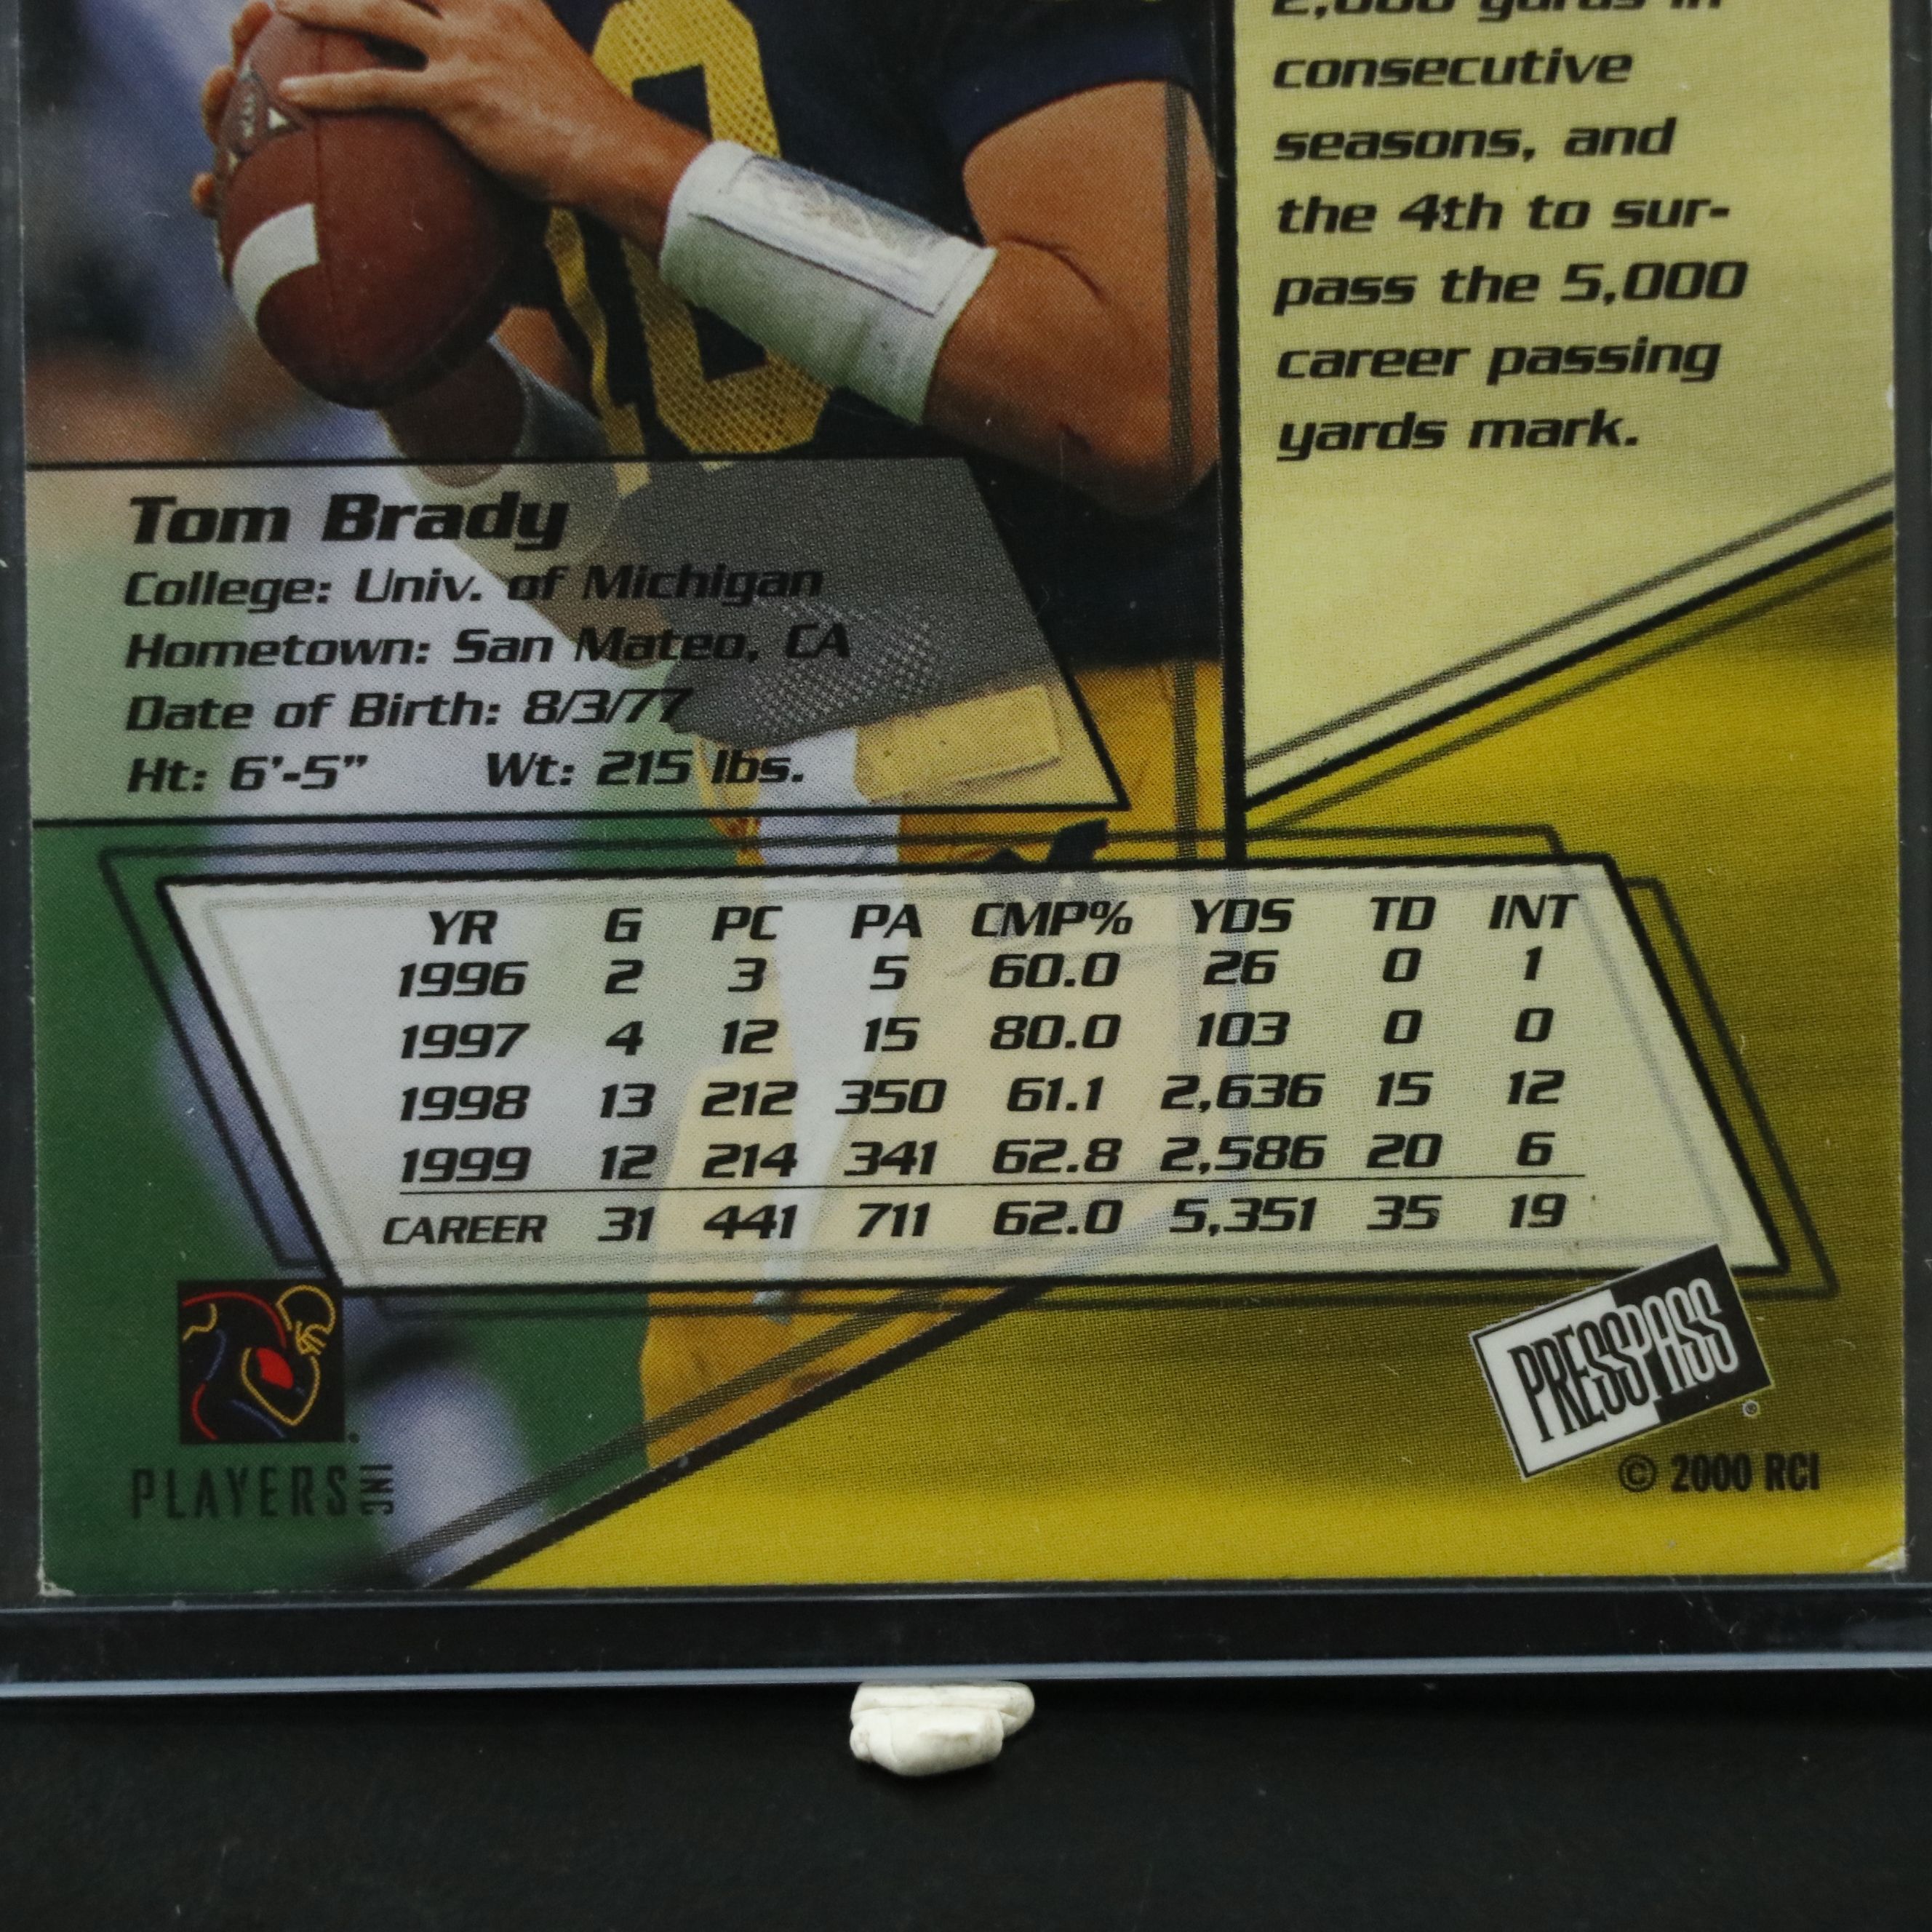 2,000 yards in
consecutive
seasons, and
the 4th to sur-
pass the 5,000
career passing
yards mark.
Tom Brady
College: Univ. of Michigan
Hometown: San Mateo, CA
Date of Birth: 8/3/77
Ht: 6'-5" Wt: 215 lbs.
YR G PC PA CMP% YDS TD INT
1996 2 3 5 60.0 26 0 1
1997 4 12 15 80.0 103 0 0
1998 13 212 350 61.1 2,636 15 12
1999 12 214 341 62.8 2,586 20 6
CAREER 31 441 711 62.0 5,351 35 19
PLAYERS INC
PRESSPASS
© 2000 RCI